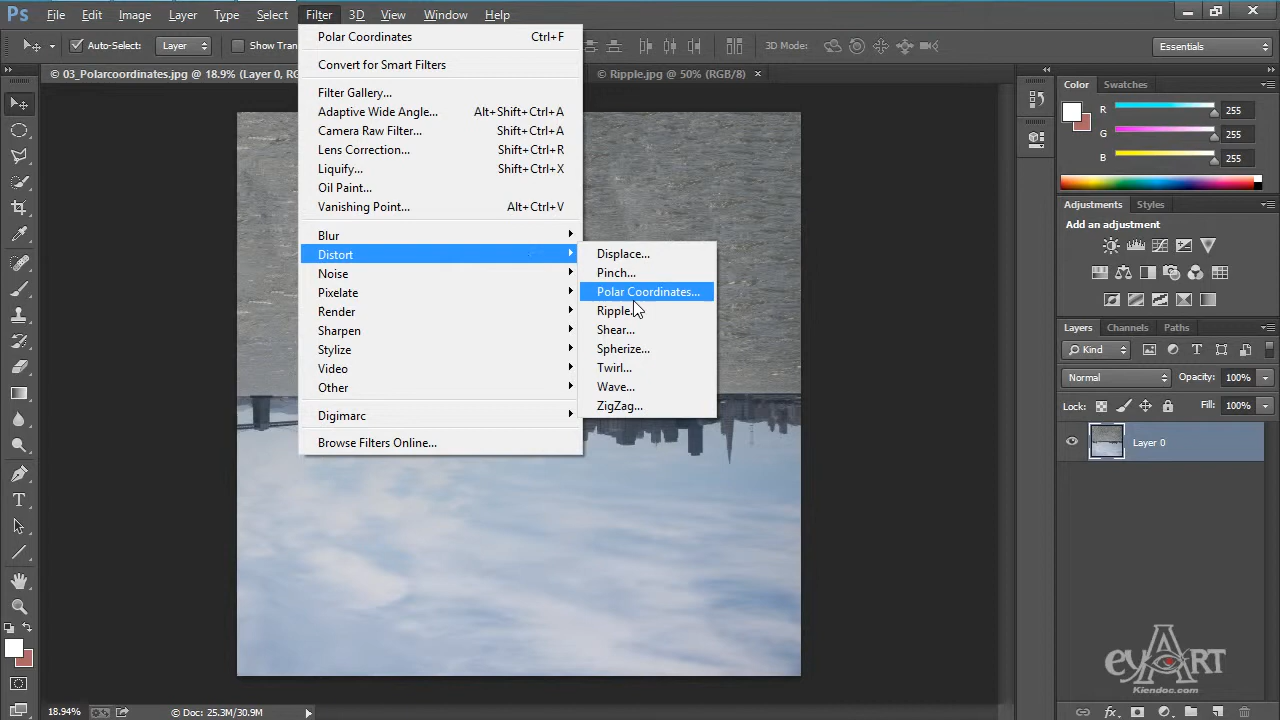 Ps File Edit Image Layer Type Select Filter 3D View Window Help
Auto-Select: Layer Show Tran 3D Mode: Essentials
© 03_Polarcoordinates.jpg @ 18.9% (Layer 0, RG © Ripple.jpg @ 50% (RGB/8)
Polar Coordinates Ctrl+F
Convert for Smart Filters
Filter Gallery...
Adaptive Wide Angle... Alt+Shift+Ctrl+A
Camera Raw Filter... Shift+Ctrl+A
Lens Correction... Shift+Ctrl+R
Liquify... Shift+Ctrl+X
Oil Paint...
Vanishing Point... Alt+Ctrl+V
Blur
Distort
Noise
Pixelate
Render
Sharpen
Stylize
Video
Other
Digimarc
Browse Filters Online...
Displace...
Pinch...
Polar Coordinates...
Ripple...
Shear...
Spherize...
Twirl...
Wave...
ZigZag...
Color Swatches
R 255
G 255
B 255
Adjustments Styles
Add an adjustment
Layers Channels Paths
Kind
Normal Opacity: 100%
Lock: Fill: 100%
Layer 0
eyART
Kiendoc.com
18.94% © Doc: 25.3M/30.9M